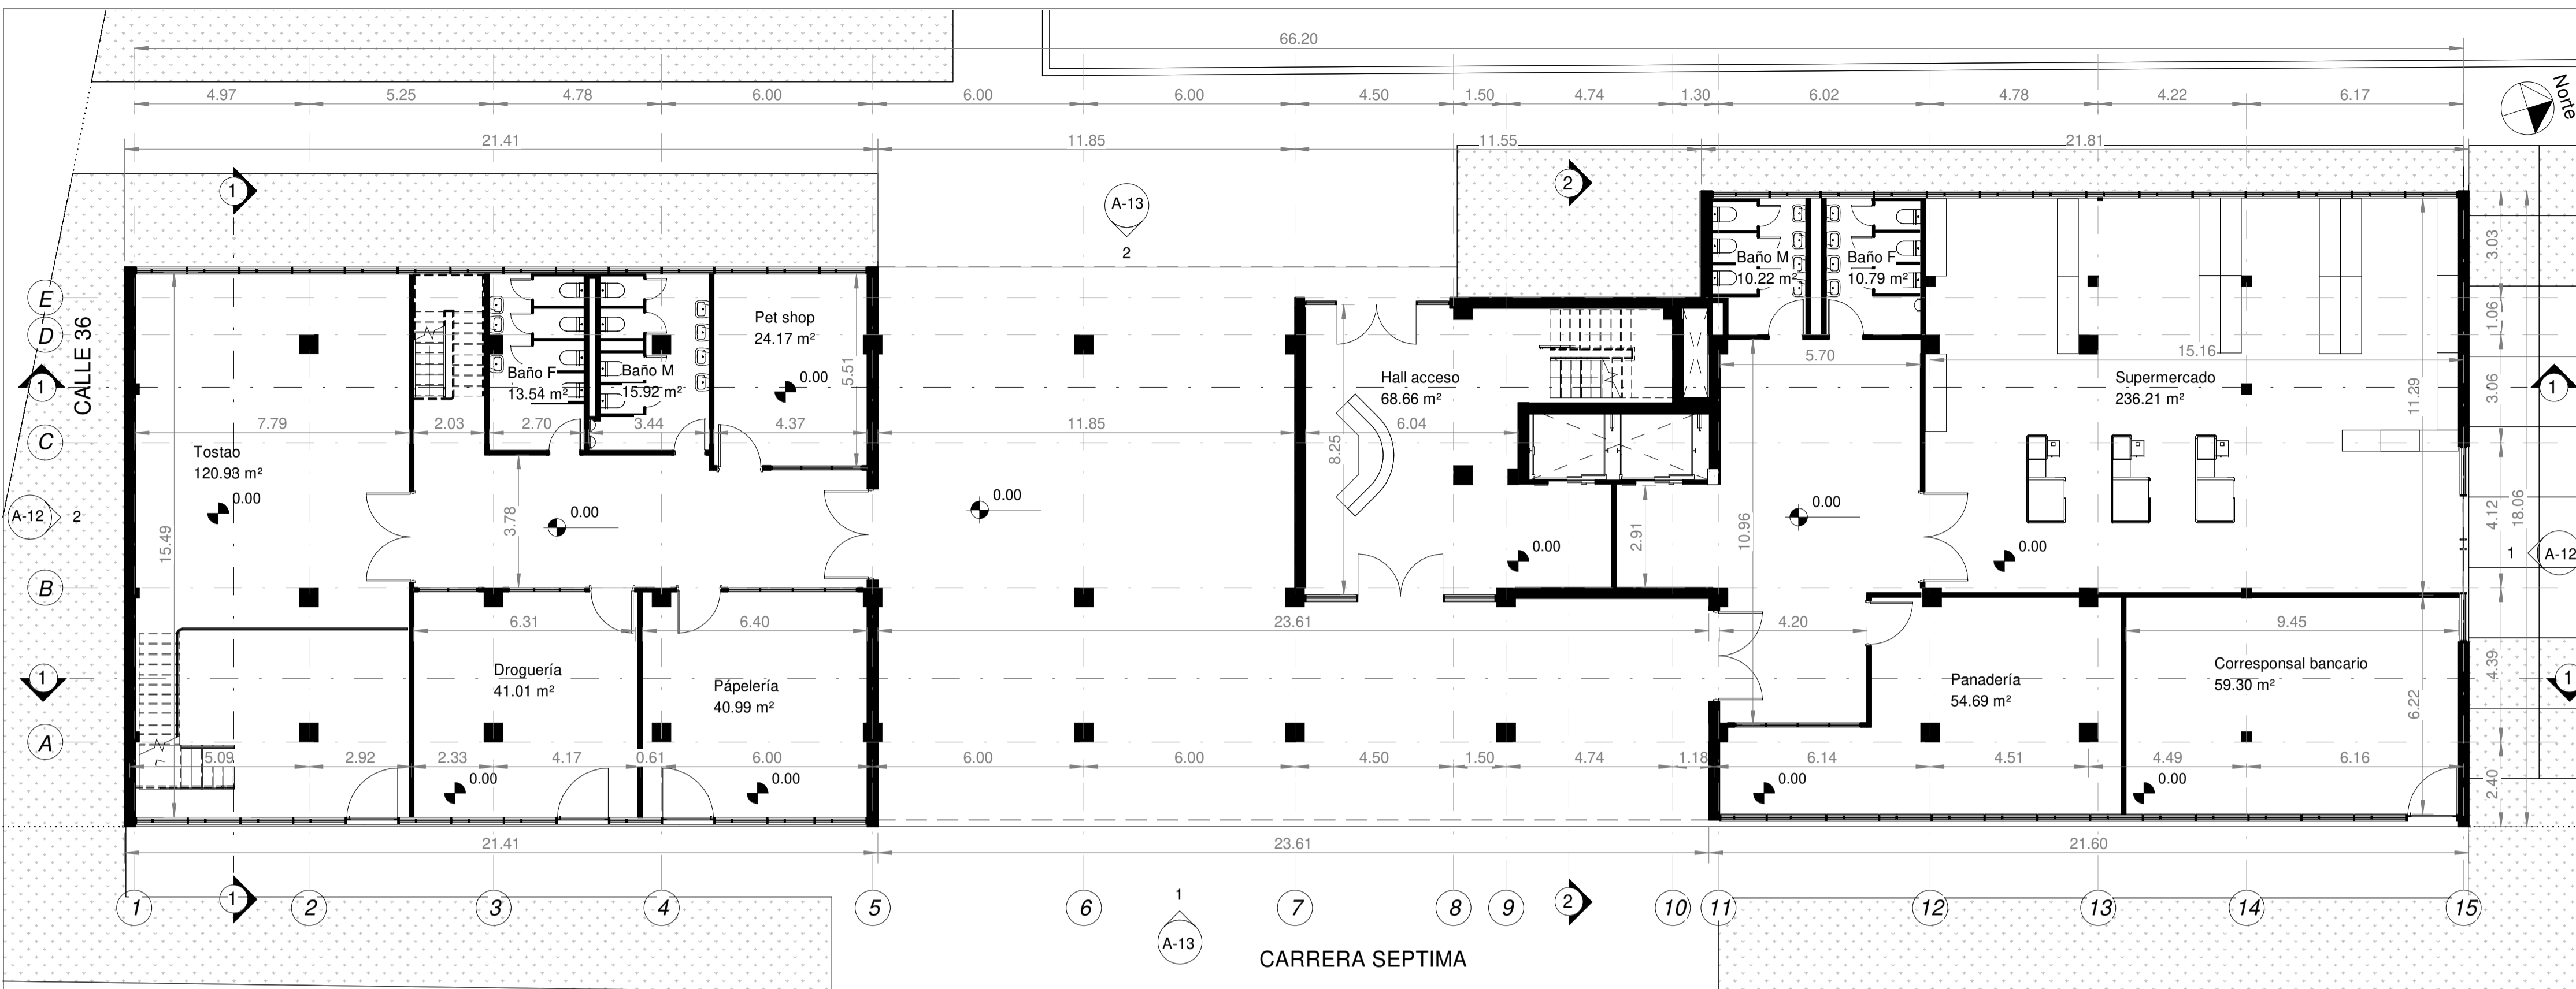 66.20
4.97 5.25 4.78 6.00 6.00 6.00 4.50 1.50 4.74 1.30 6.02 4.78 4.22 6.17
Norte
21.41 11.85 11.55 21.81
1
2
A-13
2
E
D
C
B
A
CALLE 36
1
A-12 2
1
3.03
1.06
3.06
4.12
18.06
4.39
2.40
1
1 A-12
1
Baño M
10.22 m²
Baño F
10.79 m²
Pet shop
24.17 m²
0.00
5.51
Baño F
13.54 m²
Baño M
15.92 m²
Hall acceso
68.66 m²
5.70
15.16
Supermercado
236.21 m²
11.29
7.79 2.03 2.70 3.44 4.37 11.85 6.04
8.25
Tostao
120.93 m²
0.00
15.49
3.78
0.00
0.00
0.00
2.91
10.96
0.00
0.00
6.31 6.40 23.61 4.20 9.45
Droguería
41.01 m²
Pápelería
40.99 m²
Panadería
54.69 m²
Corresponsal bancario
59.30 m²
6.22
5.09 2.92 2.33 4.17 0.61 6.00 6.00 6.00 4.50 1.50 4.74 1.18 6.14 4.51 4.49 6.16
0.00 0.00 0.00 0.00
21.41 23.61 21.60
1
2
1 2 3 4 5 6 7 8 9 10 11 12 13 14 15
1
A-13
CARRERA SEPTIMA